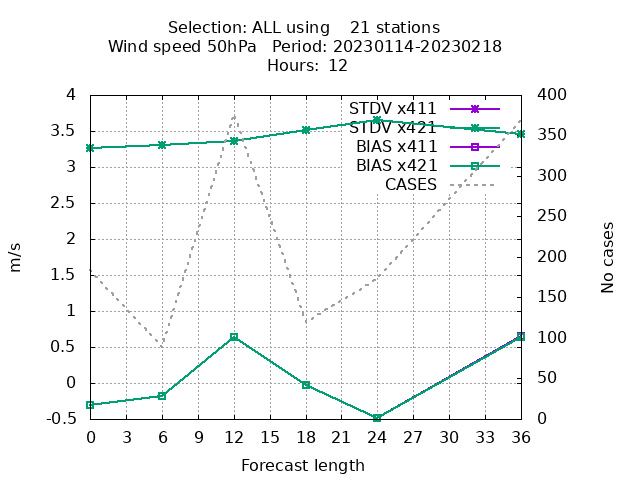 Selection: ALL using    21 stations
Wind speed 50hPa   Period: 20230114-20230218
Hours:  12
4
3.5
3
2.5
2
1.5
1
0.5
0
-0.5
m/s
STDV x411
STDV x421
BIAS x411
BIAS x421
CASES
400
350
300
250
200
150
100
50
0
No cases
0 3 6 9 12 15 18 21 24 27 30 33 36
Forecast length